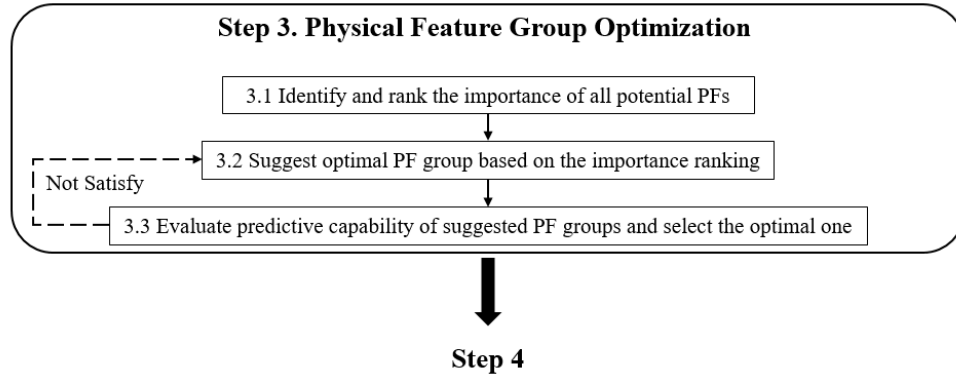 Step 3. Physical Feature Group Optimization
3.1 Identify and rank the importance of all potential PFs
3.2 Suggest optimal PF group based on the importance ranking
Not Satisfy
3.3 Evaluate predictive capability of suggested PF groups and select the optimal one
Step 4